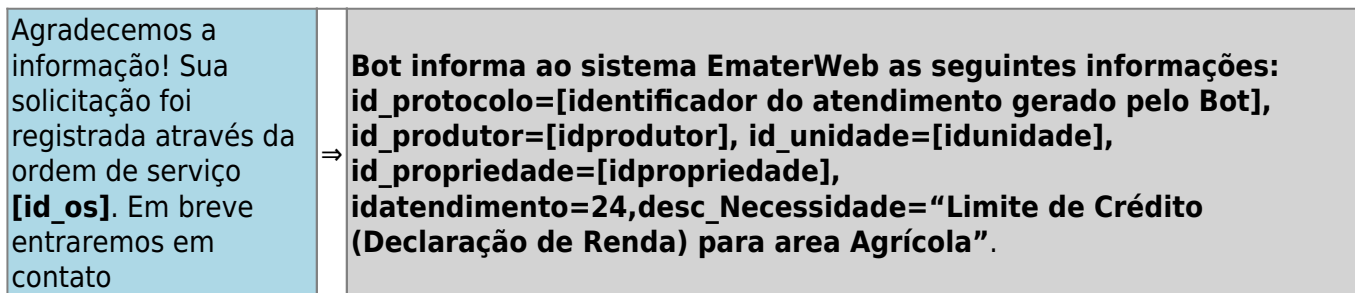 Agradecemos a
informação! Sua
solicitação foi
registrada através da
ordem de serviço
[id_os]. Em breve
entraremos em
contato
⇒
Bot informa ao sistema EmaterWeb as seguintes informações:
id_protocolo=[identificador do atendimento gerado pelo Bot],
id_produtor=[idprodutor], id_unidade=[idunidade],
id_propriedade=[idpropriedade],
idatendimento=24,desc_Necessidade=“Limite de Crédito
(Declaração de Renda) para area Agrícola”.